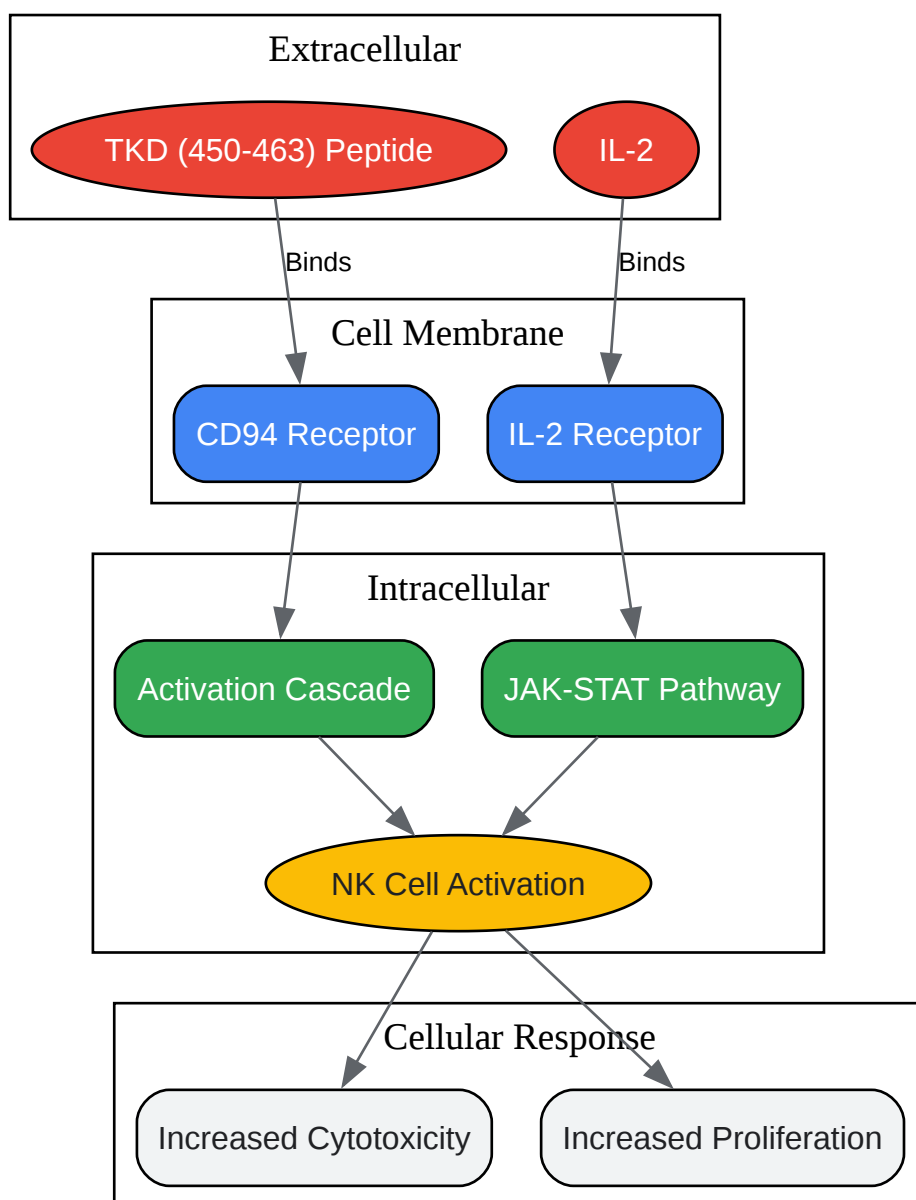 Extracellular
TKD (450-463) Peptide
IL-2
Binds
Binds
Cell Membrane
CD94 Receptor
IL-2 Receptor
Intracellular
Activation Cascade
JAK-STAT Pathway
NK Cell Activation
Cellular Response
Increased Cytotoxicity
Increased Proliferation